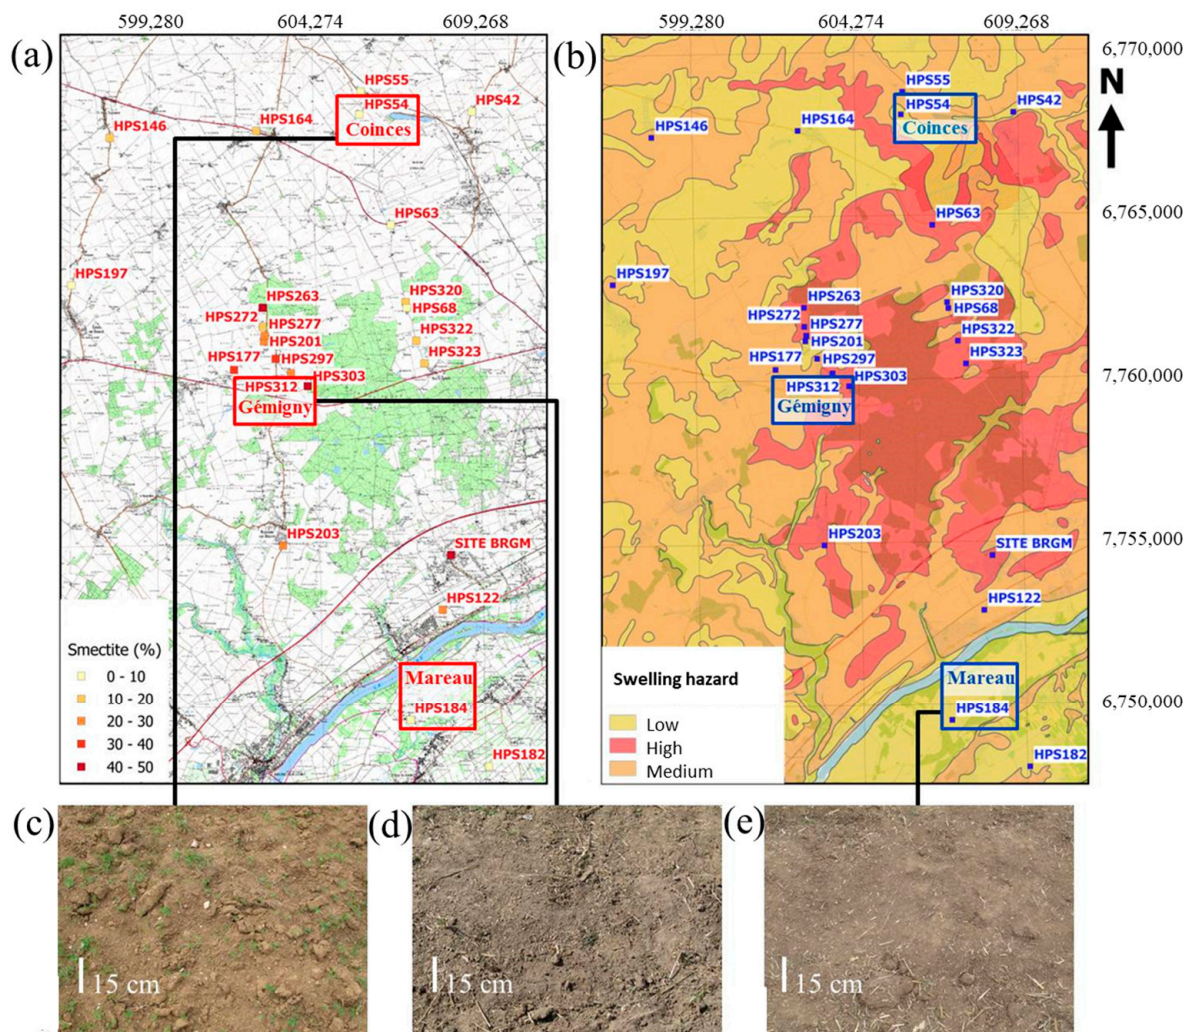 599,280 604,274 609,268 599,280 604,274 609,268
(a) (b)
6,770,000
N
HPS55 HPS55
HPS54 HPS42 HPS54 HPS42
HPS146 HPS164 Coinces HPS146 HPS164 Coinces
6,765,000
HPS63 HPS63
HPS197 HPS197
HPS263 HPS320 HPS263 HPS320
HPS272 HPS277 HPS68 HPS272 HPS277 HPS68
HPS201 HPS322 HPS201 HPS322
HPS177 HPS297 HPS323 HPS177 HPS297 HPS323
7,760,000
HPS312 HPS303 HPS312 HPS303
Gémigny Gémigny
7,755,000
HPS203 SITE BRGM HPS203 SITE BRGM
HPS122 HPS122
Smectite (%)
0 - 10
10 - 20
20 - 30
30 - 40
40 - 50
Mareau
HPS184
HPS182
Swelling hazard
Low
High
Medium
Mareau
HPS184
HPS182
6,750,000
(c) (d) (e)
15 cm 15 cm 15 cm